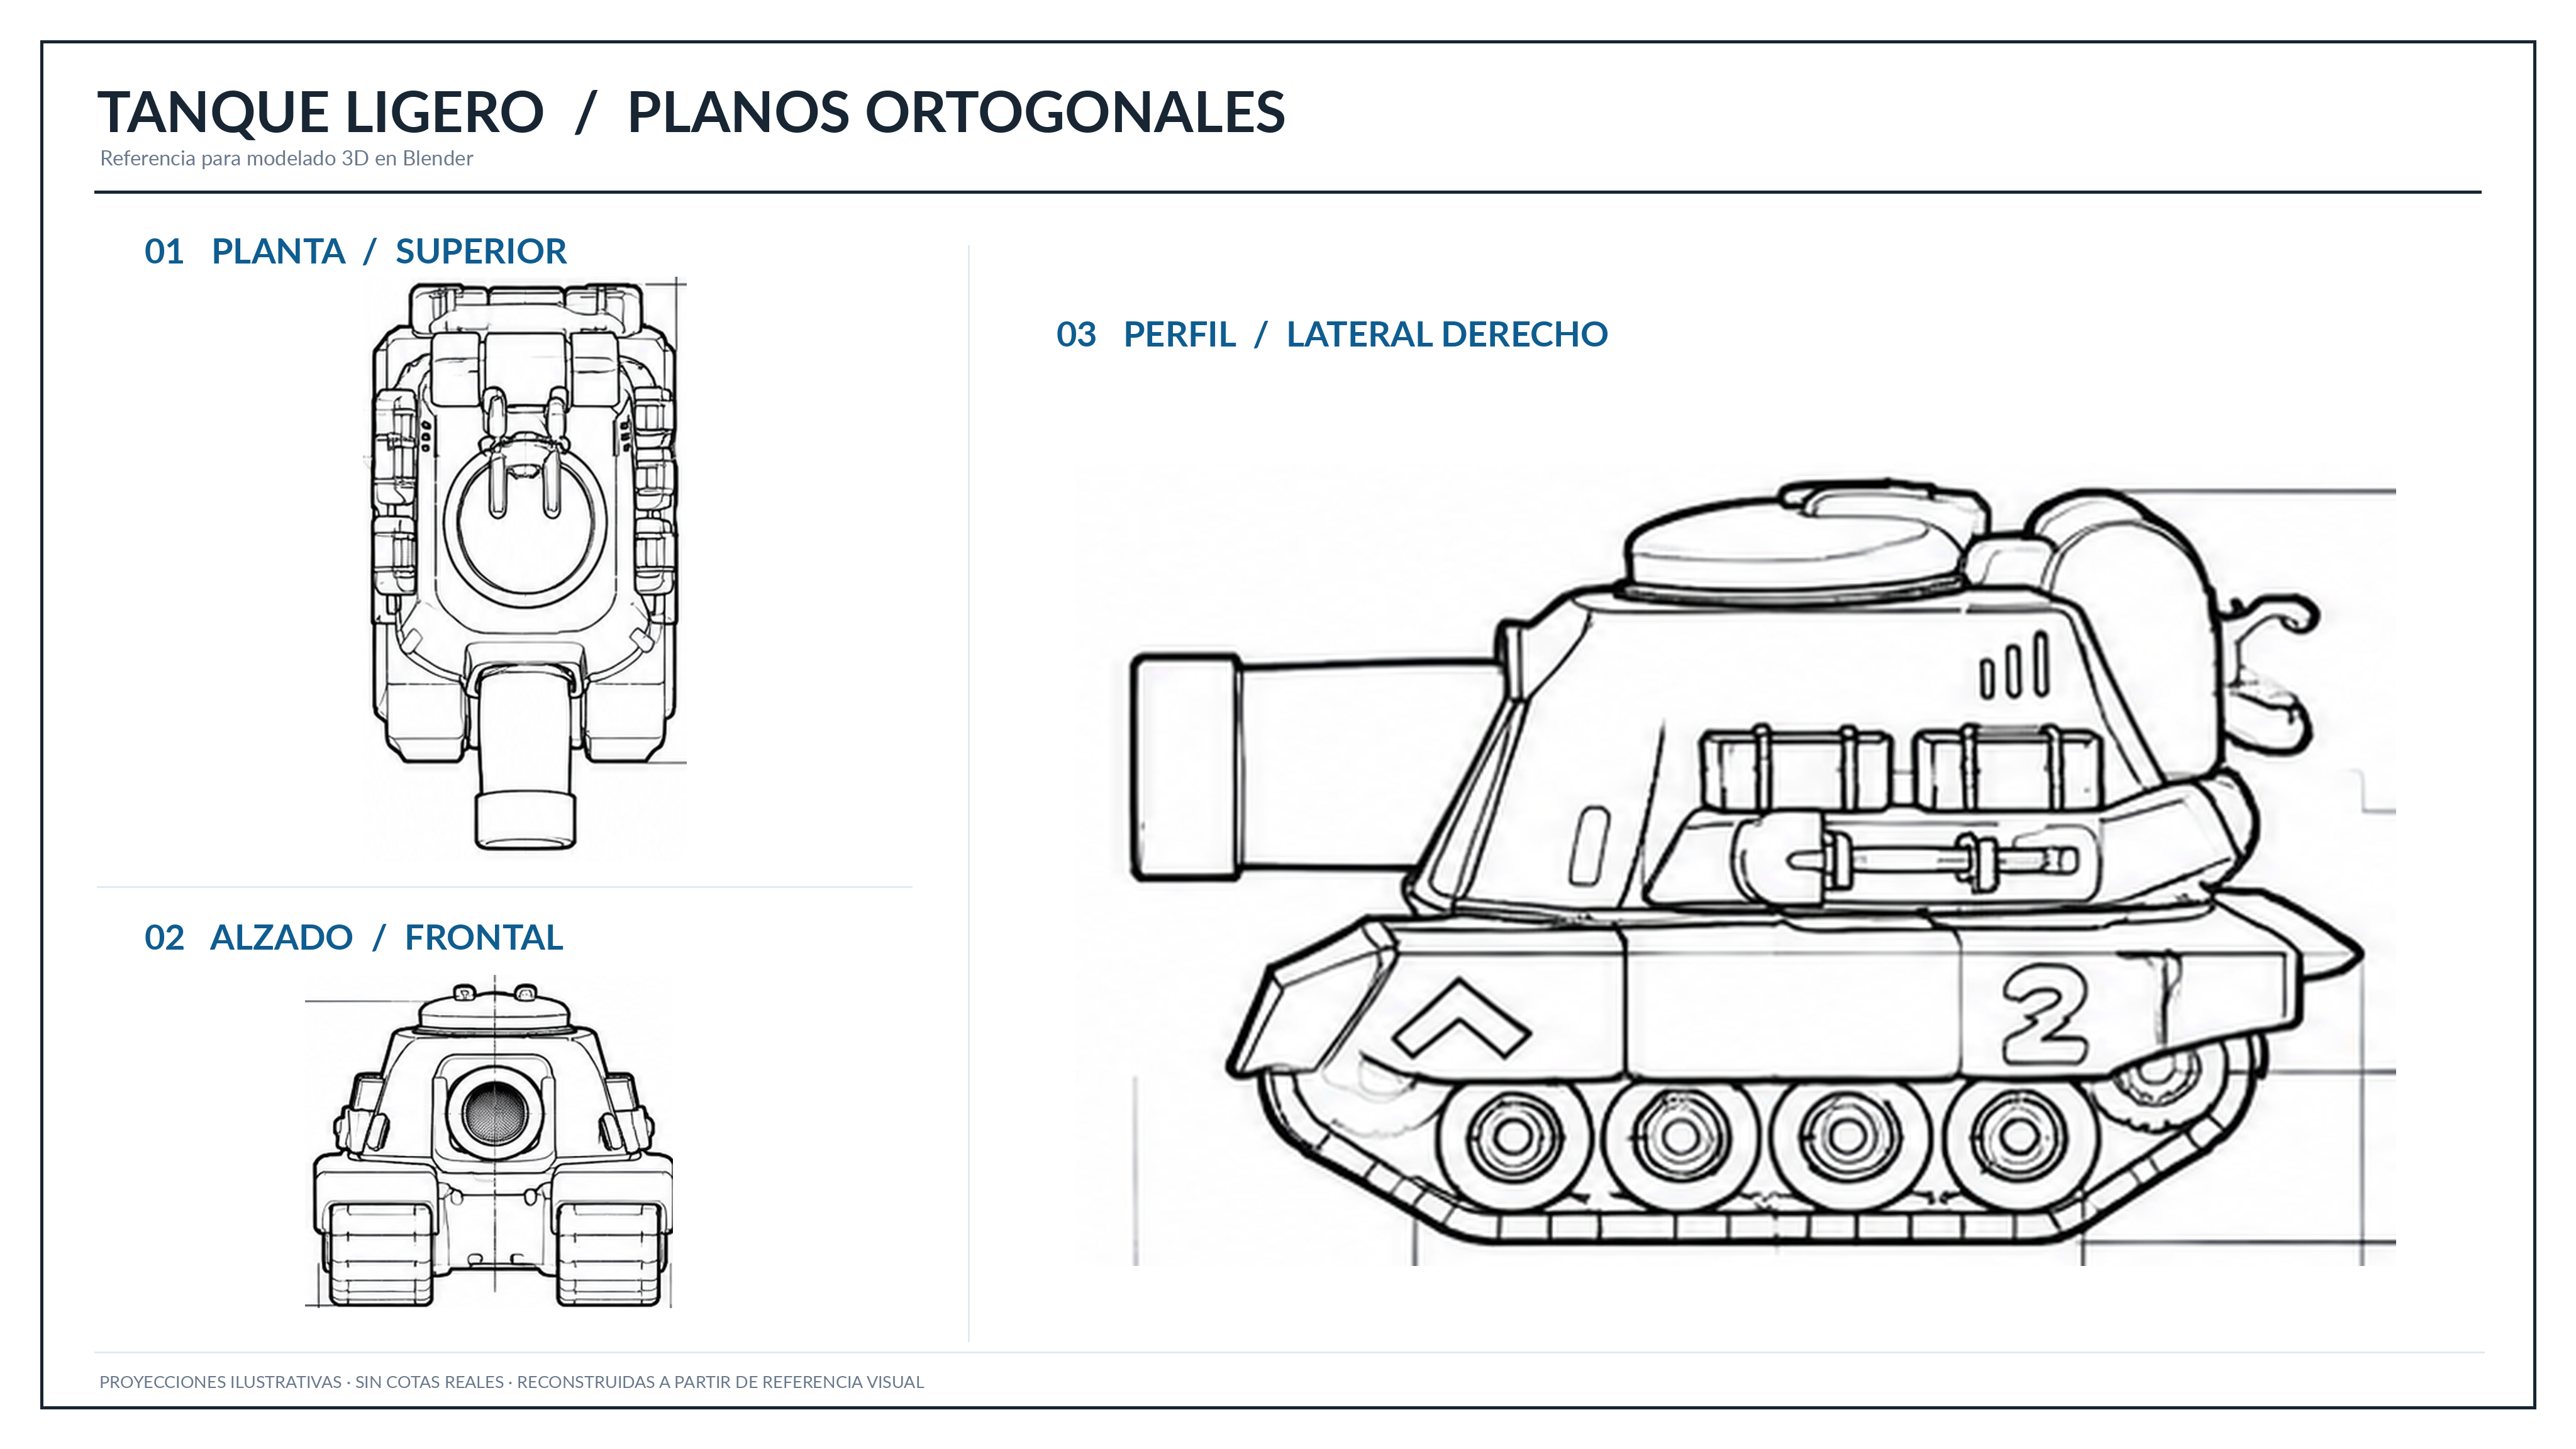 TANQUE LIGERO / PLANOS ORTOGONALES
Referencia para modelado 3D en Blender
01 PLANTA / SUPERIOR
02 ALZADO / FRONTAL
03 PERFIL / LATERAL DERECHO
2
PROYECCIONES ILUSTRATIVAS · SIN COTAS REALES · RECONSTRUIDAS A PARTIR DE REFERENCIA VISUAL